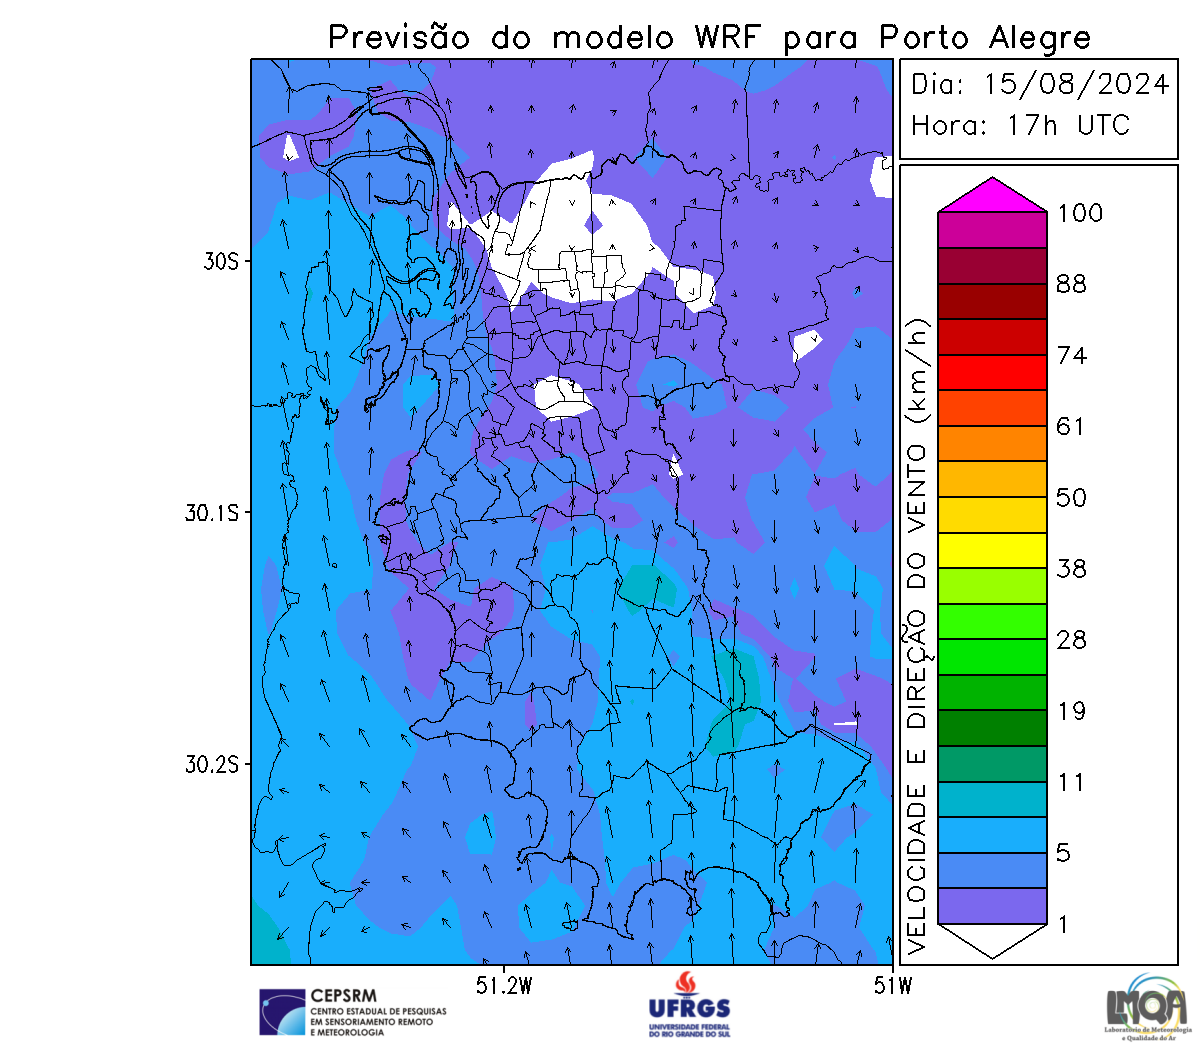 Previsão do modelo WRF para Porto Alegre
Dia: 15/08/2024
Hora: 17h UTC
100
88
74
61
50
38
28
19
11
5
1
VELOCIDADE E DIREÇÃO DO VENTO (km/h)
30S
30.1S
30.2S
51.2W
51W
CEPSRM
CENTRO ESTADUAL DE PESQUISAS
EM SENSORIAMENTO REMOTO
E METEOROLOGIA
UFRGS
UNIVERSIDADE FEDERAL
DO RIO GRANDE DO SUL
LMQA
Laboratório de Meteorologia
e Qualidade do Ar